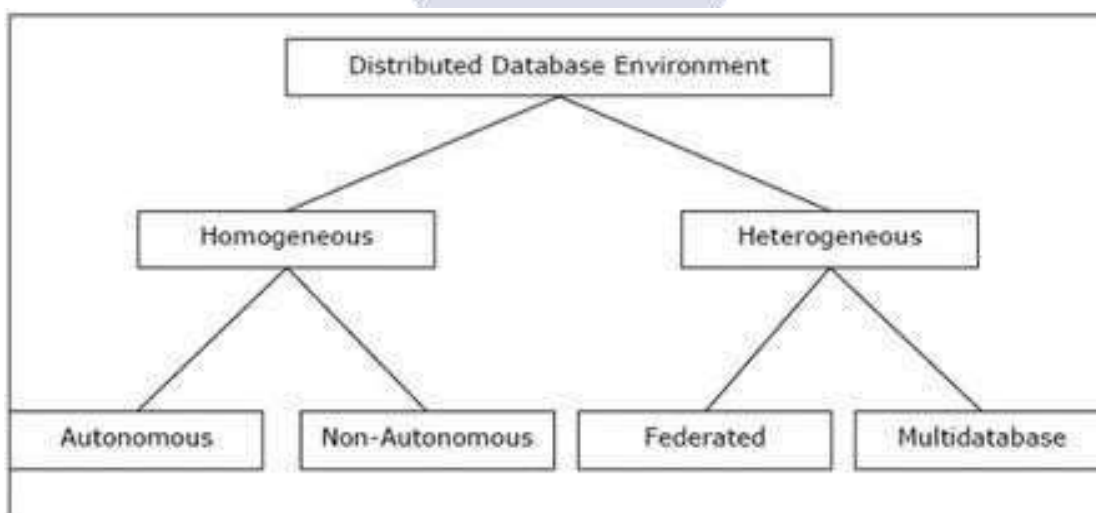 Distributed Database Environment
Homogeneous
Heterogeneous
Autonomous
Non-Autonomous
Federated
Multidatabase